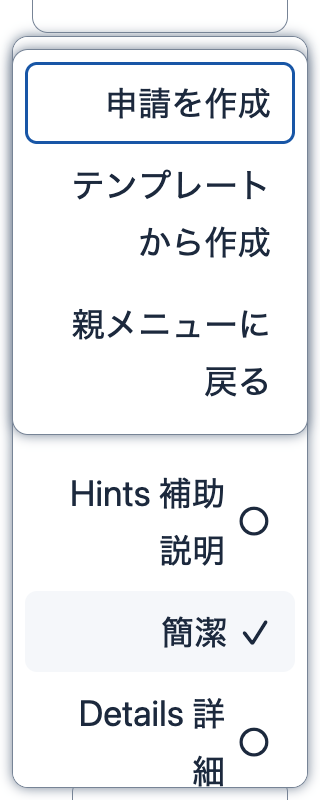 申請を作成
テンプレート
から作成
親メニューに
戻る
Hints 補助
説明
簡潔
Details 詳
細